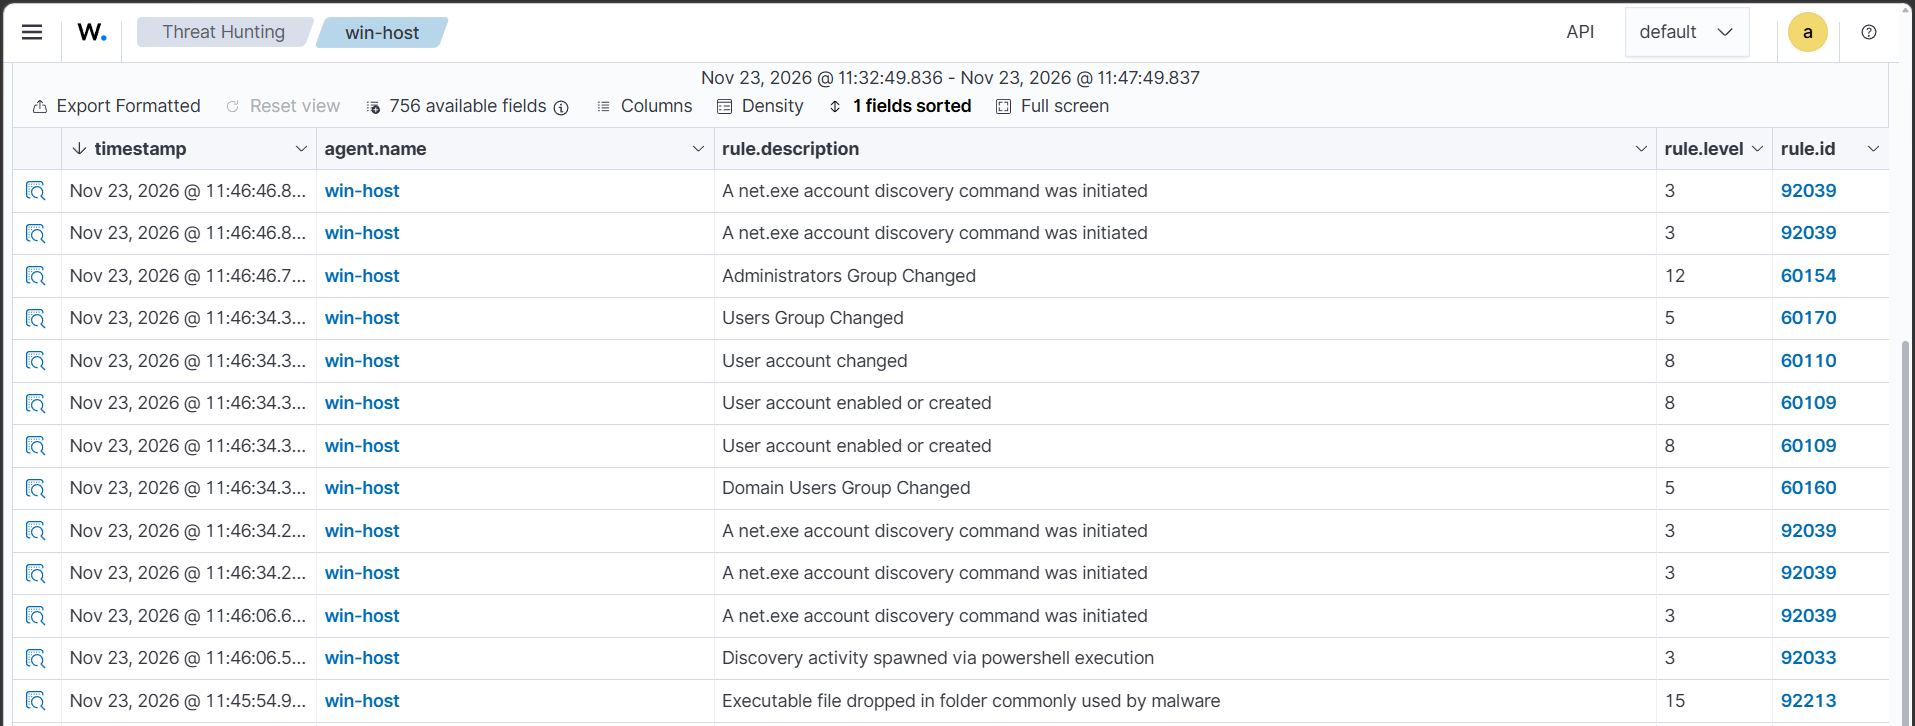 W. Threat Hunting win-host API default a
Nov 23, 2026 @ 11:32:49.836 - Nov 23, 2026 @ 11:47:49.837
Export Formatted Reset view 756 available fields Columns Density 1 fields sorted Full screen
timestamp agent.name rule.description rule.level rule.id
Nov 23, 2026 @ 11:46:46.8... win-host A net.exe account discovery command was initiated 3 92039
Nov 23, 2026 @ 11:46:46.8... win-host A net.exe account discovery command was initiated 3 92039
Nov 23, 2026 @ 11:46:46.7... win-host Administrators Group Changed 12 60154
Nov 23, 2026 @ 11:46:34.3... win-host Users Group Changed 5 60170
Nov 23, 2026 @ 11:46:34.3... win-host User account changed 8 60110
Nov 23, 2026 @ 11:46:34.3... win-host User account enabled or created 8 60109
Nov 23, 2026 @ 11:46:34.3... win-host User account enabled or created 8 60109
Nov 23, 2026 @ 11:46:34.3... win-host Domain Users Group Changed 5 60160
Nov 23, 2026 @ 11:46:34.2... win-host A net.exe account discovery command was initiated 3 92039
Nov 23, 2026 @ 11:46:34.2... win-host A net.exe account discovery command was initiated 3 92039
Nov 23, 2026 @ 11:46:06.6... win-host A net.exe account discovery command was initiated 3 92039
Nov 23, 2026 @ 11:46:06.5... win-host Discovery activity spawned via powershell execution 3 92033
Nov 23, 2026 @ 11:45:54.9... win-host Executable file dropped in folder commonly used by malware 15 92213